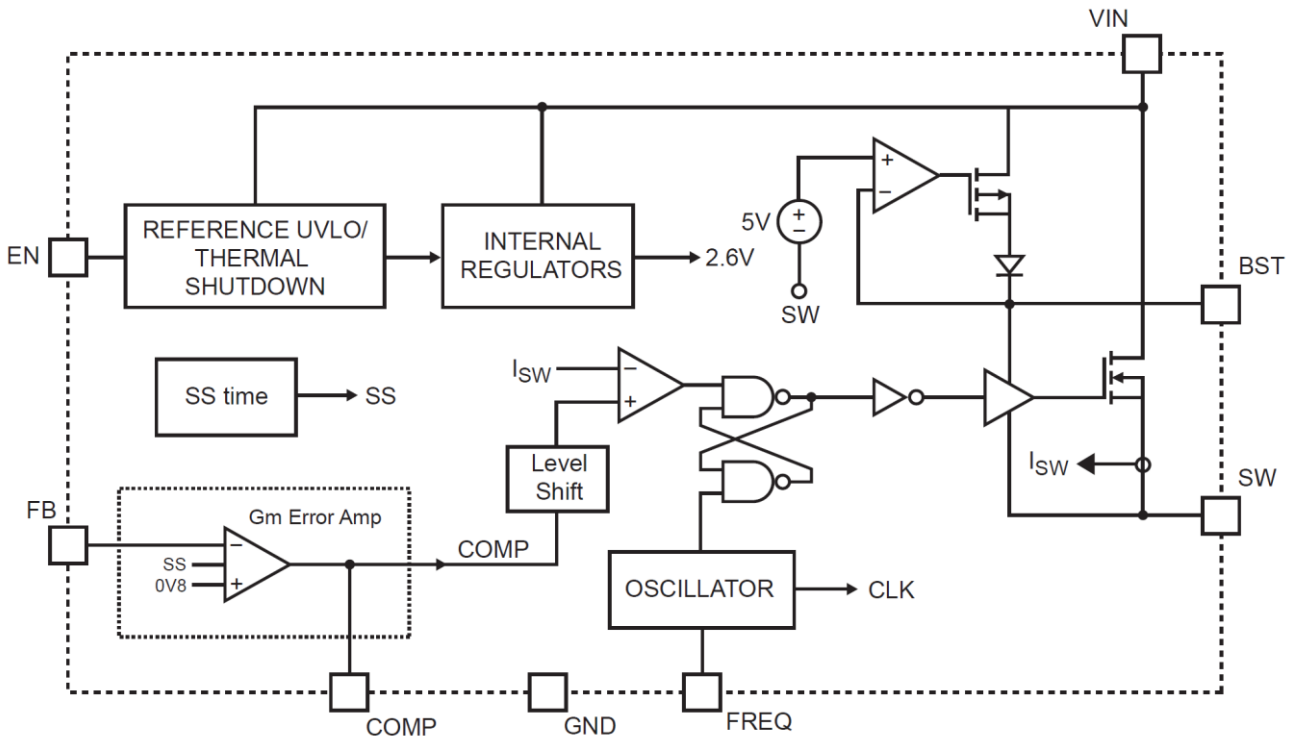 VIN
REFERENCE UVLO/
THERMAL
SHUTDOWN
INTERNAL
REGULATORS
EN
2.6V
5V
+
−
+
−
SW
BST
SS time
SS
ISW
−
+
Level
Shift
ISW
SW
FB
Gm Error Amp
−
SS
0V8
+
COMP
OSCILLATOR
CLK
COMP
GND
FREQ